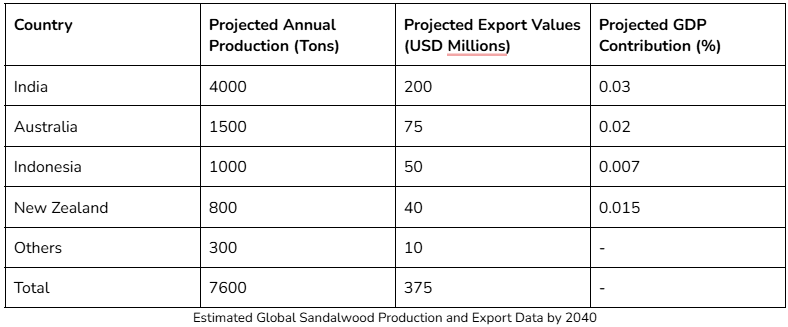 Country Projected Annual Production (Tons) Projected Export Values (USD Millions) Projected GDP Contribution (%)
India 4000 200 0.03
Australia 1500 75 0.02
Indonesia 1000 50 0.007
New Zealand 800 40 0.015
Others 300 10 -
Total 7600 375 -
Estimated Global Sandalwood Production and Export Data by 2040